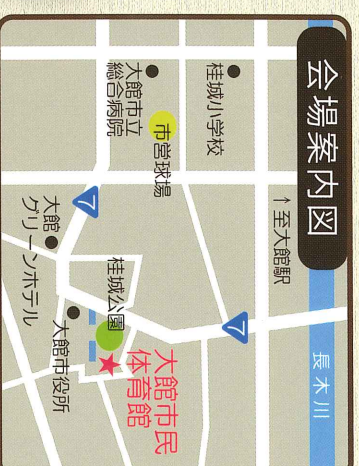 会場案内図
長木川
↑至大館駅
7
桂城小学校
市営球場
大館市立
総合病院
7
桂城公園
大館市民
体育館
大館市役所
大館
グリーンホテル